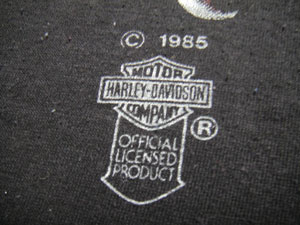 © 1985
MOTOR
HARLEY-DAVIDSON
COMPANY
®
OFFICIAL
LICENSED
PRODUCT